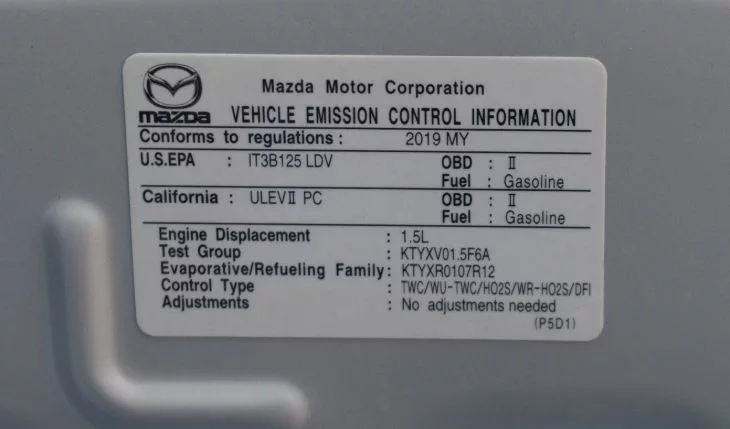 Mazda Motor Corporation
mazda VEHICLE EMISSION CONTROL INFORMATION
Conforms to regulations : 2019 MY
U.S.EPA : IT3B125 LDV OBD : II
Fuel : Gasoline
California : ULEVII PC OBD : II
Fuel : Gasoline
Engine Displacement : 1.5L
Test Group : KTYXV01.5F6A
Evaporative/Refueling Family: KTYXR0107R12
Control Type : TWC/WU-TWC/HO2S/WR-HO2S/DFI
Adjustments : No adjustments needed
(P5D1)